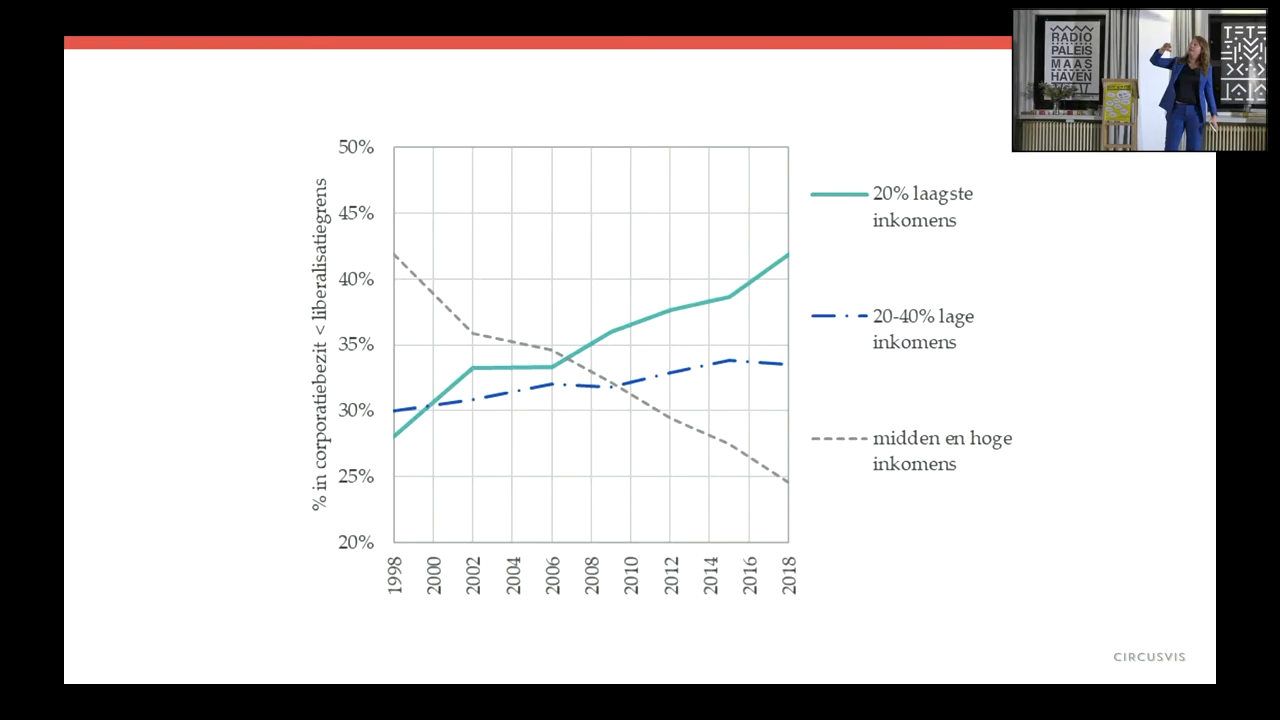 RADIO
PALEIS
MAAS
HAVEN
50%
45%
40%
35%
30%
25%
20%
% in corporatiebezit < liberalisatiegrens
1998
2000
2002
2004
2006
2008
2010
2012
2014
2016
2018
20% laagste
inkomens
20-40% lage
inkomens
midden en hoge
inkomens
CIRCUSVIS